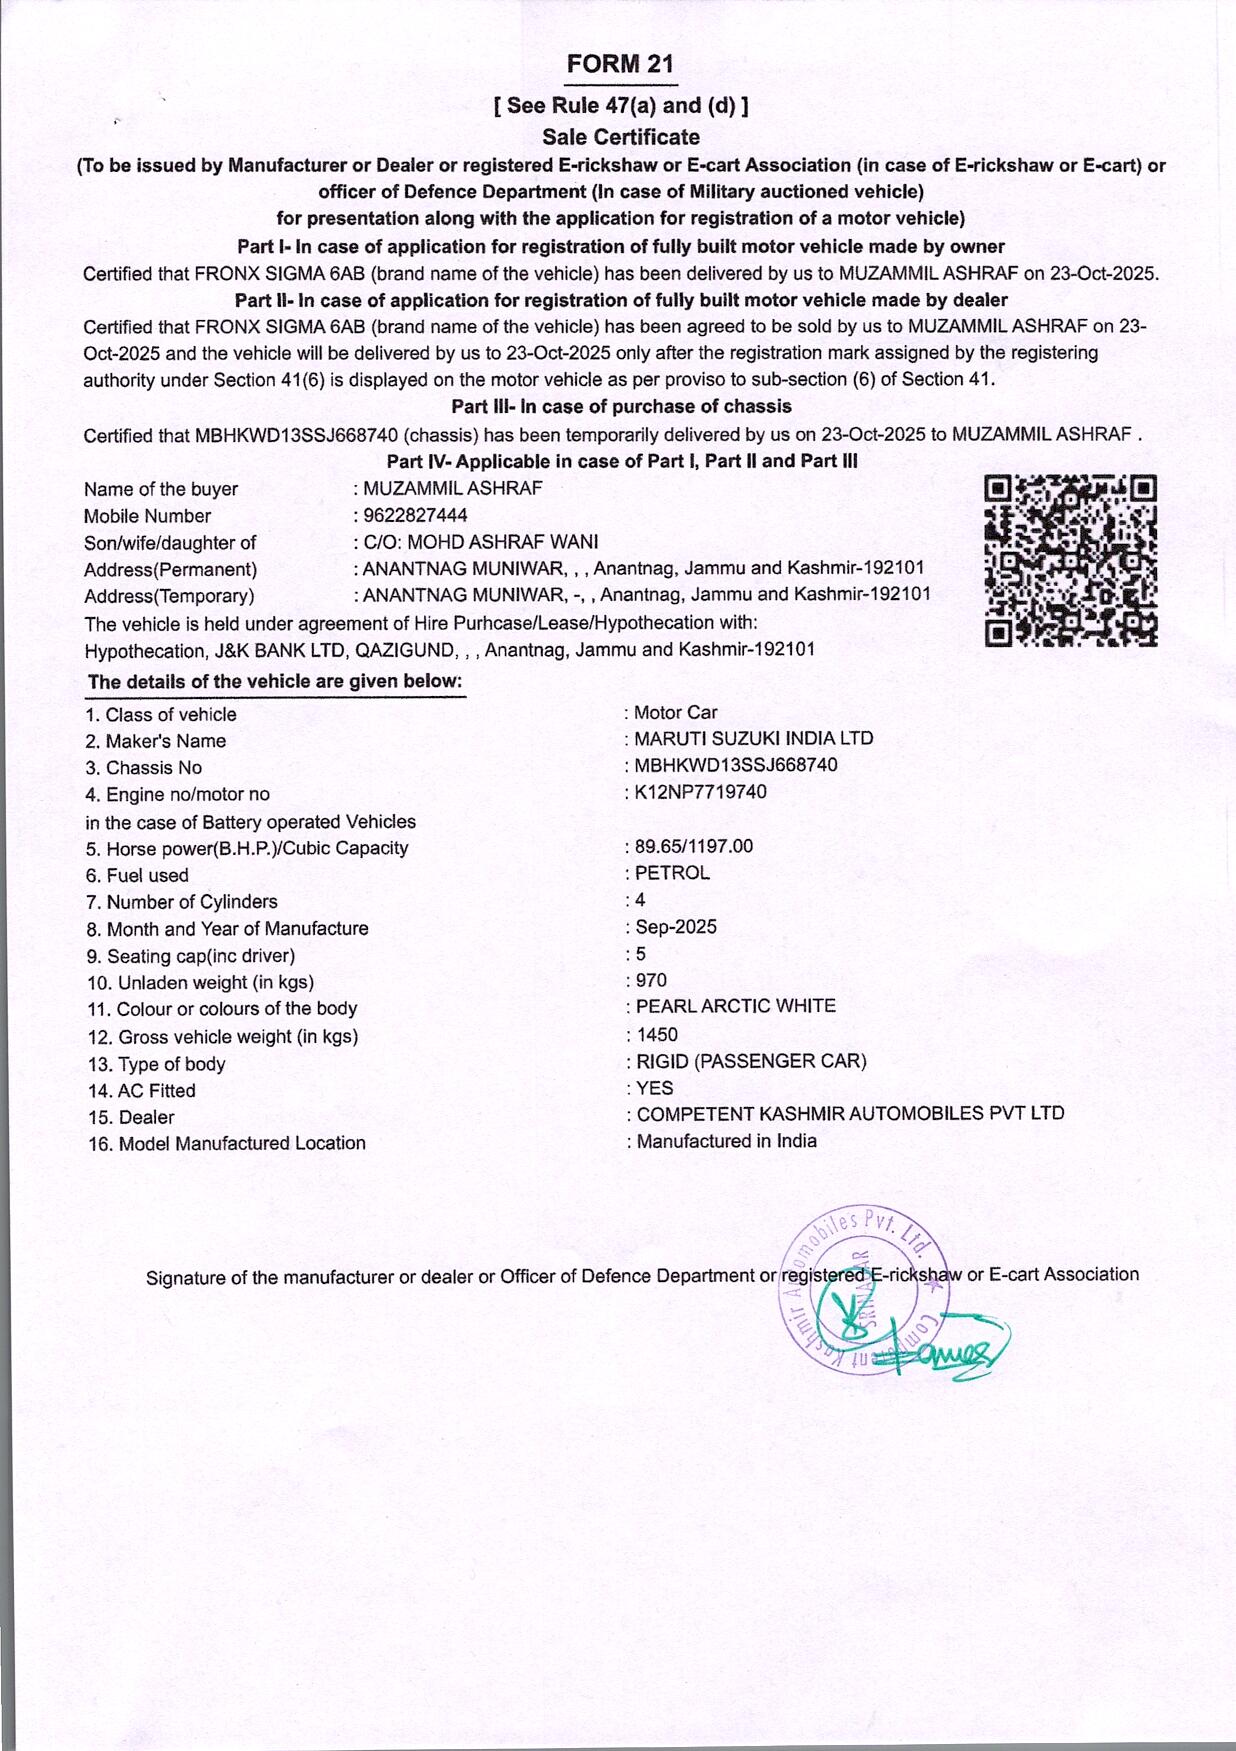 FORM 21
[ See Rule 47(a) and (d) ]
Sale Certificate
(To be issued by Manufacturer or Dealer or registered E-rickshaw or E-cart Association (in case of E-rickshaw or E-cart) or
officer of Defence Department (In case of Military auctioned vehicle)
for presentation along with the application for registration of a motor vehicle)
Part I- In case of application for registration of fully built motor vehicle made by owner
Certified that FRONX SIGMA 6AB (brand name of the vehicle) has been delivered by us to MUZAMMIL ASHRAF on 23-Oct-2025.
Part II- In case of application for registration of fully built motor vehicle made by dealer
Certified that FRONX SIGMA 6AB (brand name of the vehicle) has been agreed to be sold by us to MUZAMMIL ASHRAF on 23-
Oct-2025 and the vehicle will be delivered by us to 23-Oct-2025 only after the registration mark assigned by the registering
authority under Section 41(6) is displayed on the motor vehicle as per proviso to sub-section (6) of Section 41.
Part III- In case of purchase of chassis
Certified that MBHKWD13SSJ668740 (chassis) has been temporarily delivered by us on 23-Oct-2025 to MUZAMMIL ASHRAF .
Part IV- Applicable in case of Part I, Part II and Part III
Name of the buyer : MUZAMMIL ASHRAF
Mobile Number : 9622827444
Son/wife/daughter of : C/O: MOHD ASHRAF WANI
Address(Permanent) : ANANTNAG MUNIWAR, , , Anantnag, Jammu and Kashmir-192101
Address(Temporary) : ANANTNAG MUNIWAR, -, , Anantnag, Jammu and Kashmir-192101
The vehicle is held under agreement of Hire Purhcase/Lease/Hypothecation with:
Hypothecation, J&K BANK LTD, QAZIGUND, , , Anantnag, Jammu and Kashmir-192101
The details of the vehicle are given below:
1. Class of vehicle : Motor Car
2. Maker's Name : MARUTI SUZUKI INDIA LTD
3. Chassis No : MBHKWD13SSJ668740
4. Engine no/motor no : K12NP7719740
in the case of Battery operated Vehicles
5. Horse power(B.H.P.)/Cubic Capacity : 89.65/1197.00
6. Fuel used : PETROL
7. Number of Cylinders : 4
8. Month and Year of Manufacture : Sep-2025
9. Seating cap(inc driver) : 5
10. Unladen weight (in kgs) : 970
11. Colour or colours of the body : PEARL ARCTIC WHITE
12. Gross vehicle weight (in kgs) : 1450
13. Type of body : RIGID (PASSENGER CAR)
14. AC Fitted : YES
15. Dealer : COMPETENT KASHMIR AUTOMOBILES PVT LTD
16. Model Manufactured Location : Manufactured in India
Signature of the manufacturer or dealer or Officer of Defence Department or registered E-rickshaw or E-cart Association
Competent Kashmir Automobiles Pvt. Ltd.
SRINAGAR